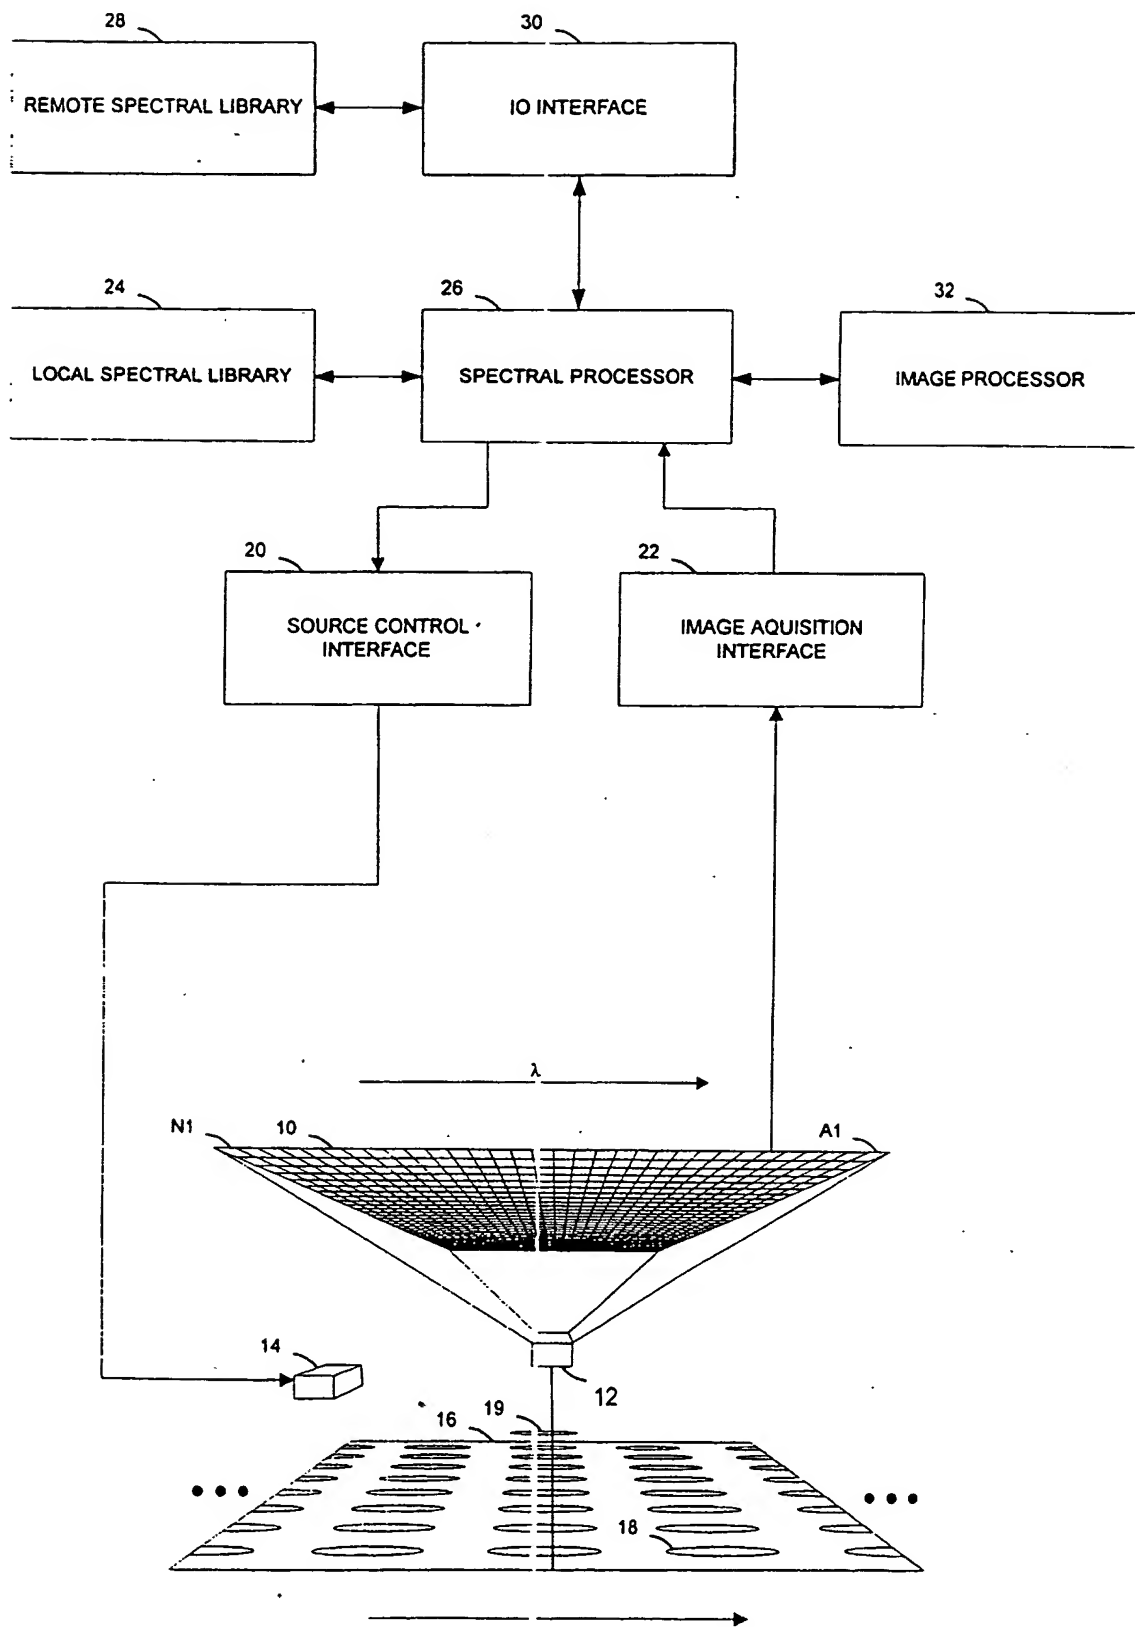 28
30
REMOTE SPECTRAL LIBRARY
IO INTERFACE
24
26
32
LOCAL SPECTRAL LIBRARY
SPECTRAL PROCESSOR
IMAGE PROCESSOR
20
22
SOURCE CONTROL
INTERFACE
IMAGE AQUISITION
INTERFACE
λ
N1
10
A1
14
12
16
19
18